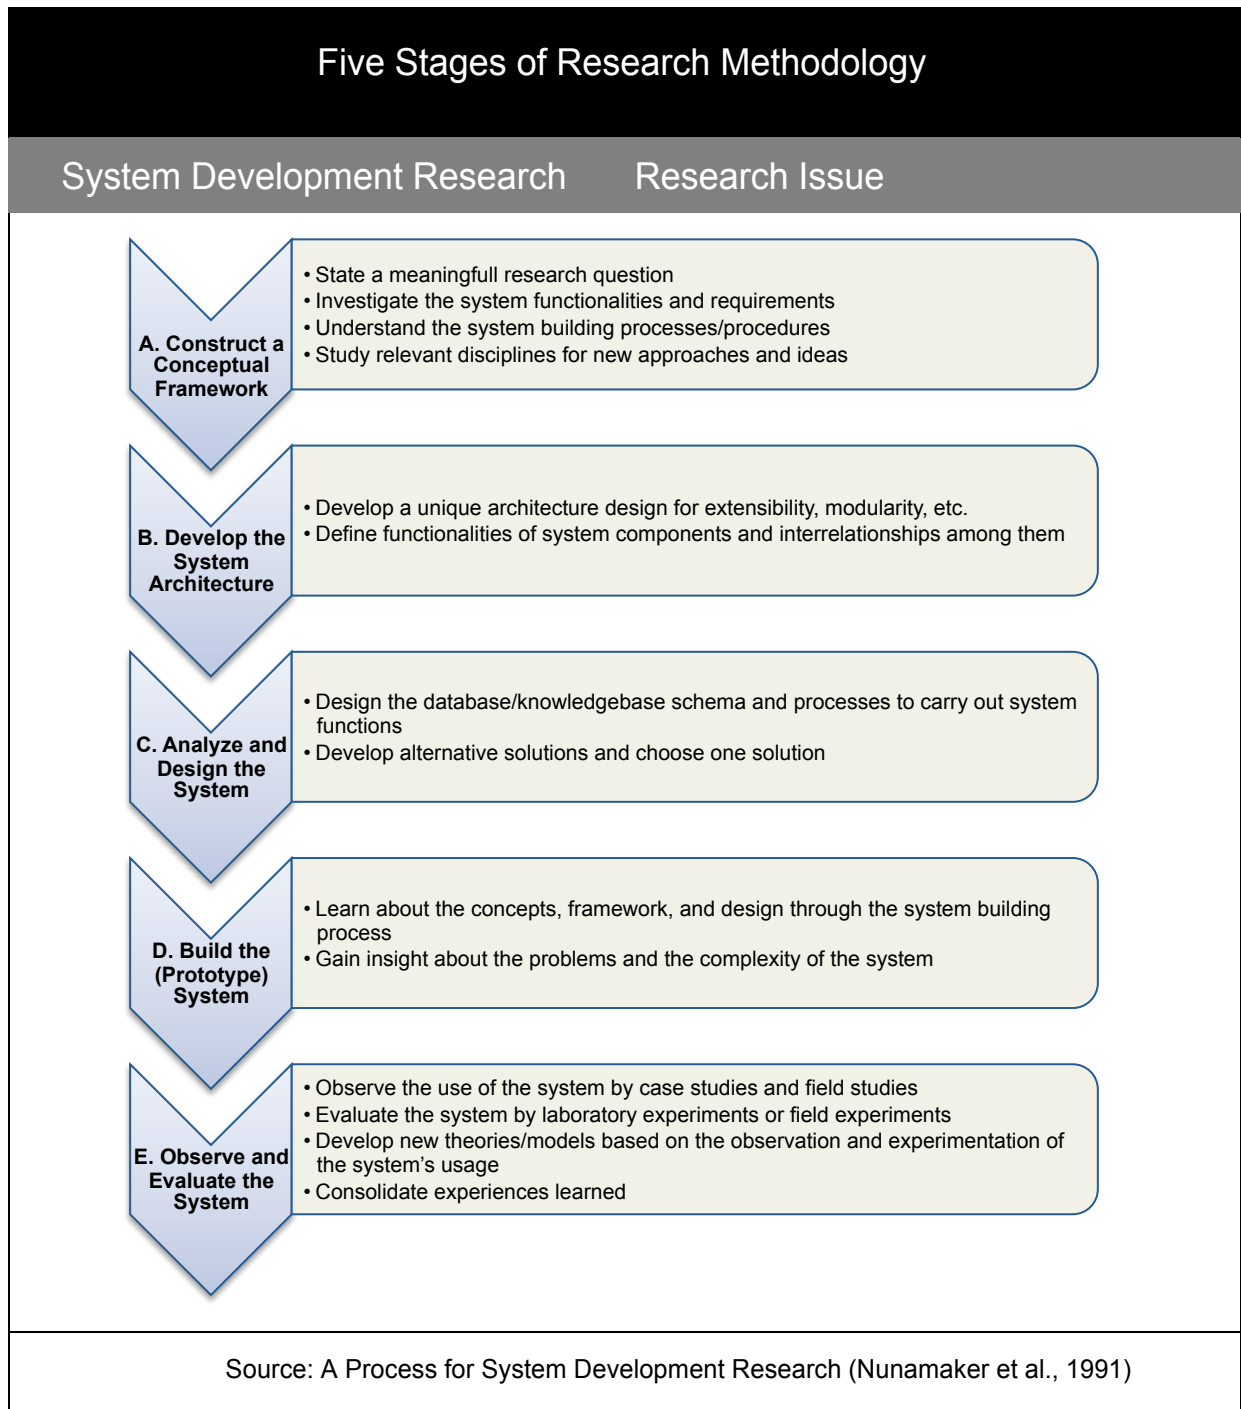 Five Stages of Research Methodology
System Development Research Research Issue
A. Construct a
Conceptual
Framework
• State a meaningfull research question
• Investigate the system functionalities and requirements
• Understand the system building processes/procedures
• Study relevant disciplines for new approaches and ideas
B. Develop the
System
Architecture
• Develop a unique architecture design for extensibility, modularity, etc.
• Define functionalities of system components and interrelationships among them
C. Analyze and
Design the
System
• Design the database/knowledgebase schema and processes to carry out system
functions
• Develop alternative solutions and choose one solution
D. Build the
(Prototype)
System
• Learn about the concepts, framework, and design through the system building
process
• Gain insight about the problems and the complexity of the system
E. Observe and
Evaluate the
System
• Observe the use of the system by case studies and field studies
• Evaluate the system by laboratory experiments or field experiments
• Develop new theories/models based on the observation and experimentation of
the system’s usage
• Consolidate experiences learned
Source: A Process for System Development Research (Nunamaker et al., 1991)